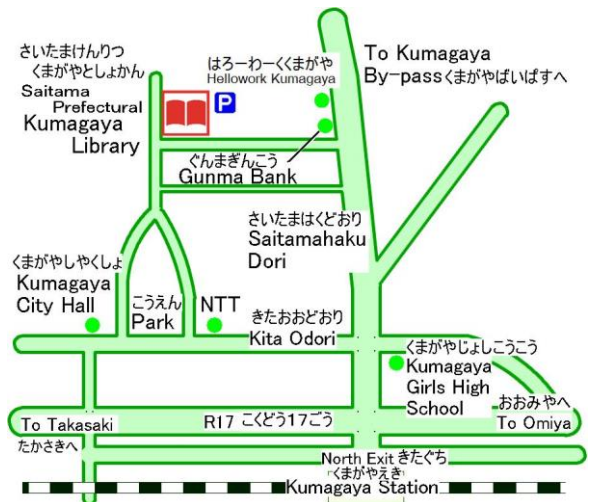 さいたまけんりつ
くまがやとしょかん
Saitama
Prefectural
Kumagaya
Library
P
はろーわーくくまがや
Hellowork Kumagaya
To Kumagaya
By-pass くまがやばいぱすへ
ぐんまぎんこう
Gunma Bank
さいたまはくどおり
Saitamahaku
Dori
くまがやしやくしょ
Kumagaya
City Hall
こうえん
Park
NTT
きたおおどおり
Kita Odori
くまがやじょしこうこう
Kumagaya
Girls High
School
おおみやへ
To Omiya
To Takasaki
たかさきへ
R17 こくどう17ごう
North Exit きたぐち
くまがやえき
Kumagaya Station